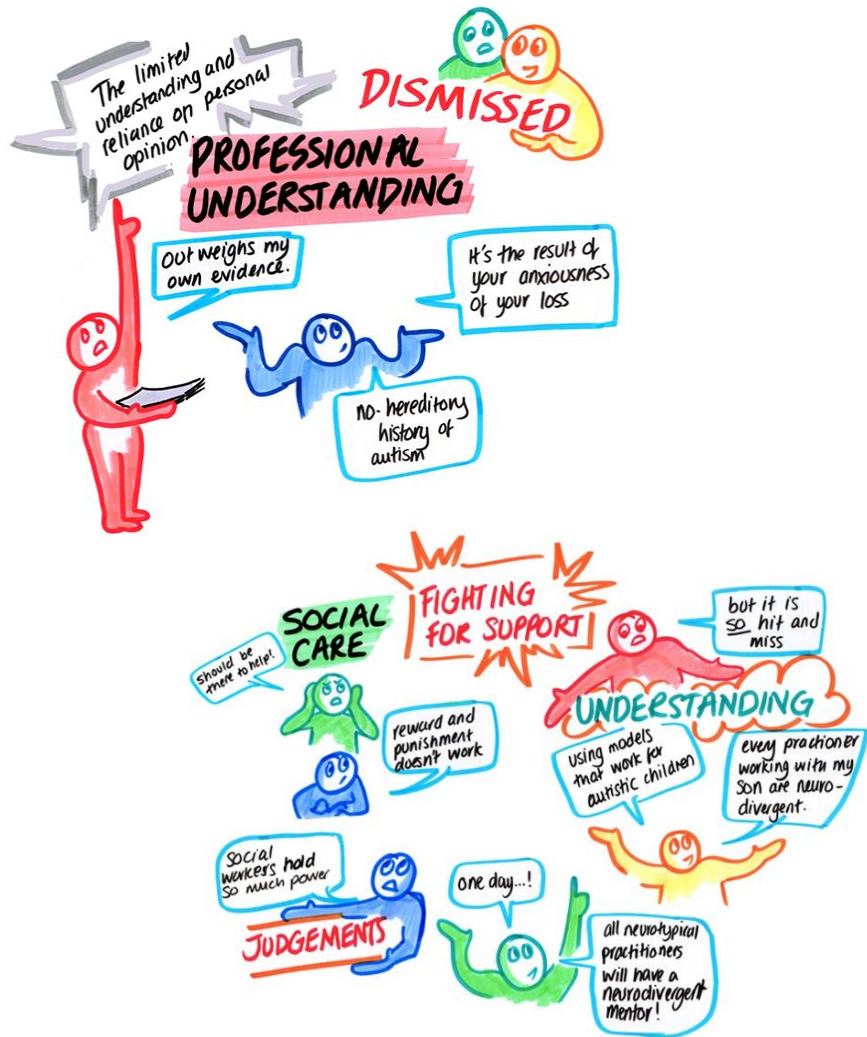 The limited
understanding and
reliance on personal
opinion.
DISMISSED
PROFESSIONAL
UNDERSTANDING
Out weighs my
own evidence.
It's the result of
your anxiousness
of your loss
no-hereditory
history of
autism
SOCIAL
CARE
FIGHTING
FOR SUPPORT
but it is
so hit and
miss
should be
there to help!
UNDERSTANDING
reward and
punishment
doesn't work
using models
that work for
autistic children
every practioner
working with my
son are neuro-
divergent.
Social
workers hold
so much power
JUDGEMENTS
one day...!
all neurotypical
practitioners
will have a
neurodivergent
mentor!